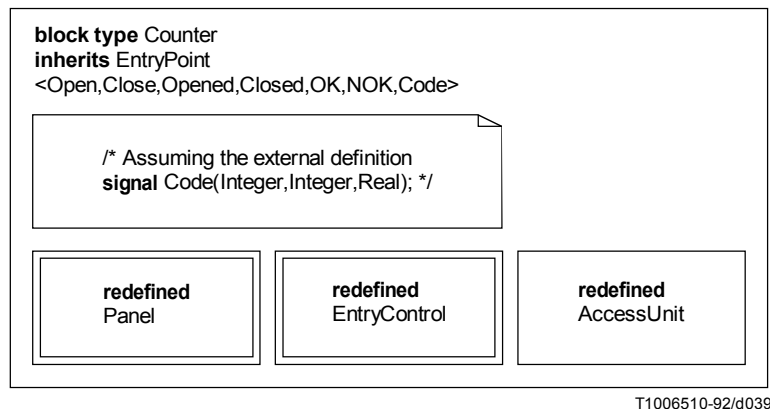 block type Counter
inherits EntryPoint
<Open,Close,Opened,Closed,OK,NOK,Code>
/* Assuming the external definition
signal Code(Integer,Integer,Real); */
redefined
Panel
redefined
EntryControl
redefined
AccessUnit
T1006510-92/d039